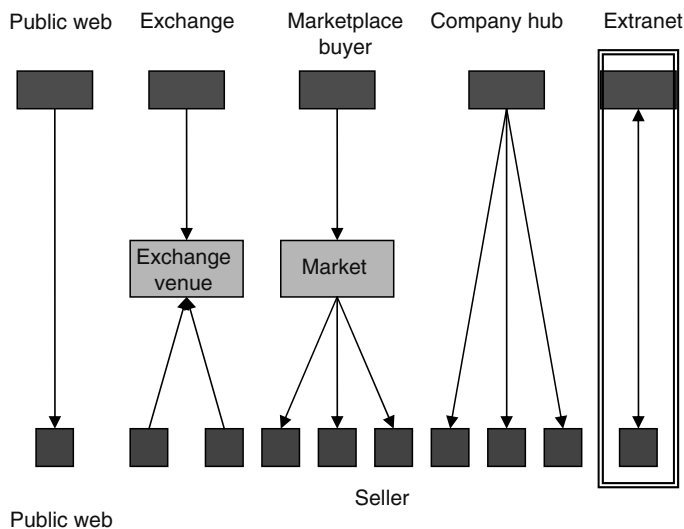 Public web
Exchange
Marketplace
buyer
Company hub
Extranet
Exchange
venue
Market
Seller
Public web